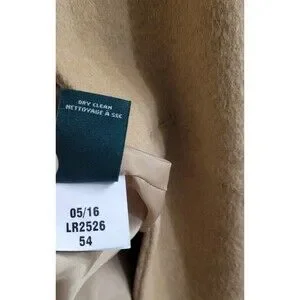 DRY CLEAN
NETTOYAGE À SEC
05/16
LR2526
54